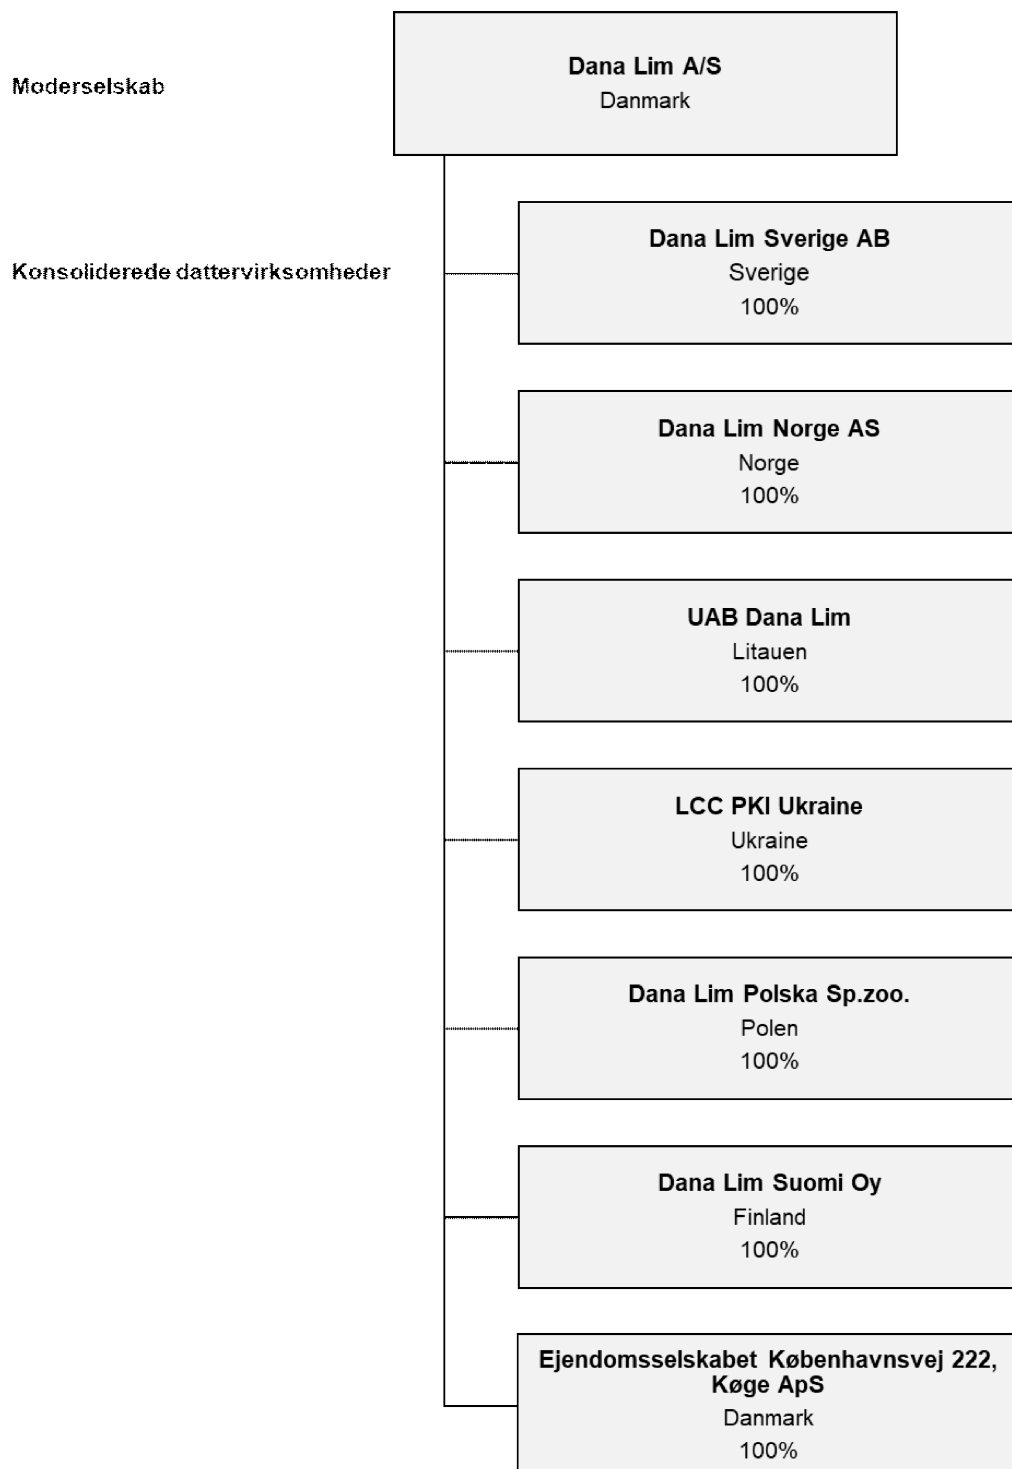 Moderselskab
Dana Lim A/S
Danmark
Konsoliderede dattervirksomheder
Dana Lim Sverige AB
Sverige
100%
Dana Lim Norge AS
Norge
100%
UAB Dana Lim
Litauen
100%
LCC PKI Ukraine
Ukraine
100%
Dana Lim Polska Sp.zoo.
Polen
100%
Dana Lim Suomi Oy
Finland
100%
Ejendomsselskabet Københavnsvej 222,
Køge ApS
Danmark
100%